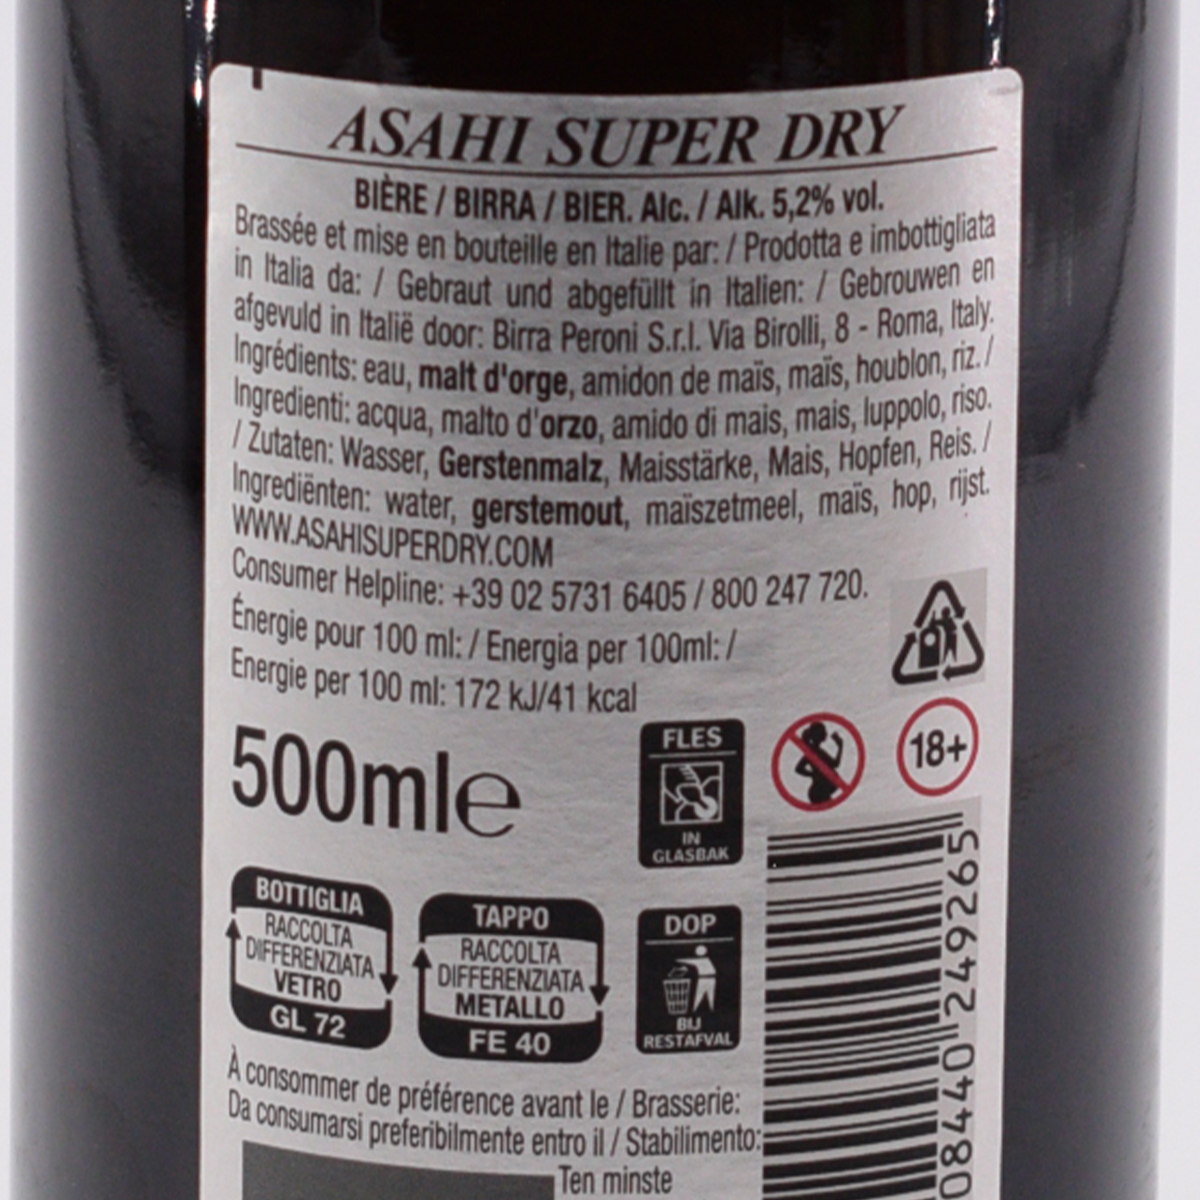 ASAHI SUPER DRY
BIÈRE / BIRRA / BIER. Alc. / Alk. 5,2% vol.
Brassée et mise en bouteille en Italie par: / Prodotta e imbottigliata
in Italia da: / Gebraut und abgefüllt in Italien: / Gebrouwen en
afgevuld in Italië door: Birra Peroni S.r.l. Via Birolli, 8 - Roma, Italy.
Ingrédients: eau, malt d'orge, amidon de maïs, maïs, houblon, riz. /
Ingredienti: acqua, malto d'orzo, amido di mais, mais, luppolo, riso.
/ Zutaten: Wasser, Gerstenmalz, Maisstärke, Mais, Hopfen, Reis. /
Ingrediënten: water, gerstemout, maïszetmeel, maïs, hop, rijst.
WWW.ASAHISUPERDRY.COM
Consumer Helpline: +39 02 5731 6405 / 800 247 720.
Énergie pour 100 ml: / Energia per 100ml: /
Energie per 100 ml: 172 kJ/41 kcal
500ml℮
FLES
IN
GLASBAK
18+
BOTTIGLIA
RACCOLTA
DIFFERENZIATA
VETRO
GL 72
TAPPO
RACCOLTA
DIFFERENZIATA
METALLO
FE 40
DOP
BIJ
RESTAFVAL
08440 249265
À consommer de préférence avant le / Brasserie:
Da consumarsi preferibilmente entro il / Stabilimento:
Ten minste